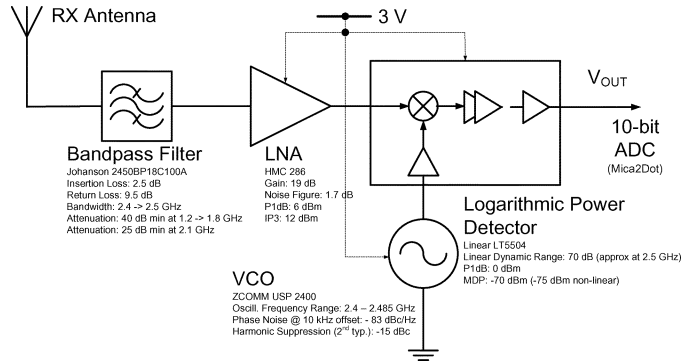 RX Antenna
3 V
Bandpass Filter
Johanson 2450BP18C100A
Insertion Loss: 2.5 dB
Return Loss: 9.5 dB
Bandwidth: 2.4 -> 2.5 GHz
Attenuation: 40 dB min at 1.2 -> 1.8 GHz
Attenuation: 25 dB min at 2.1 GHz
LNA
HMC 286
Gain: 19 dB
Noise Figure: 1.7 dB
P1dB: 6 dBm
IP3: 12 dBm
VOUT
10-bit
ADC
(Mica2Dot)
Logarithmic Power
Detector
Linear LT5504
Linear Dynamic Range: 70 dB (approx at 2.5 GHz)
P1dB: 0 dBm
MDP: -70 dBm (-75 dBm non-linear)
VCO
ZCOMM USP 2400
Oscill. Frequency Range: 2.4 – 2.485 GHz
Phase Noise @ 10 kHz offset: - 83 dBc/Hz
Harmonic Suppression (2nd typ.): -15 dBc